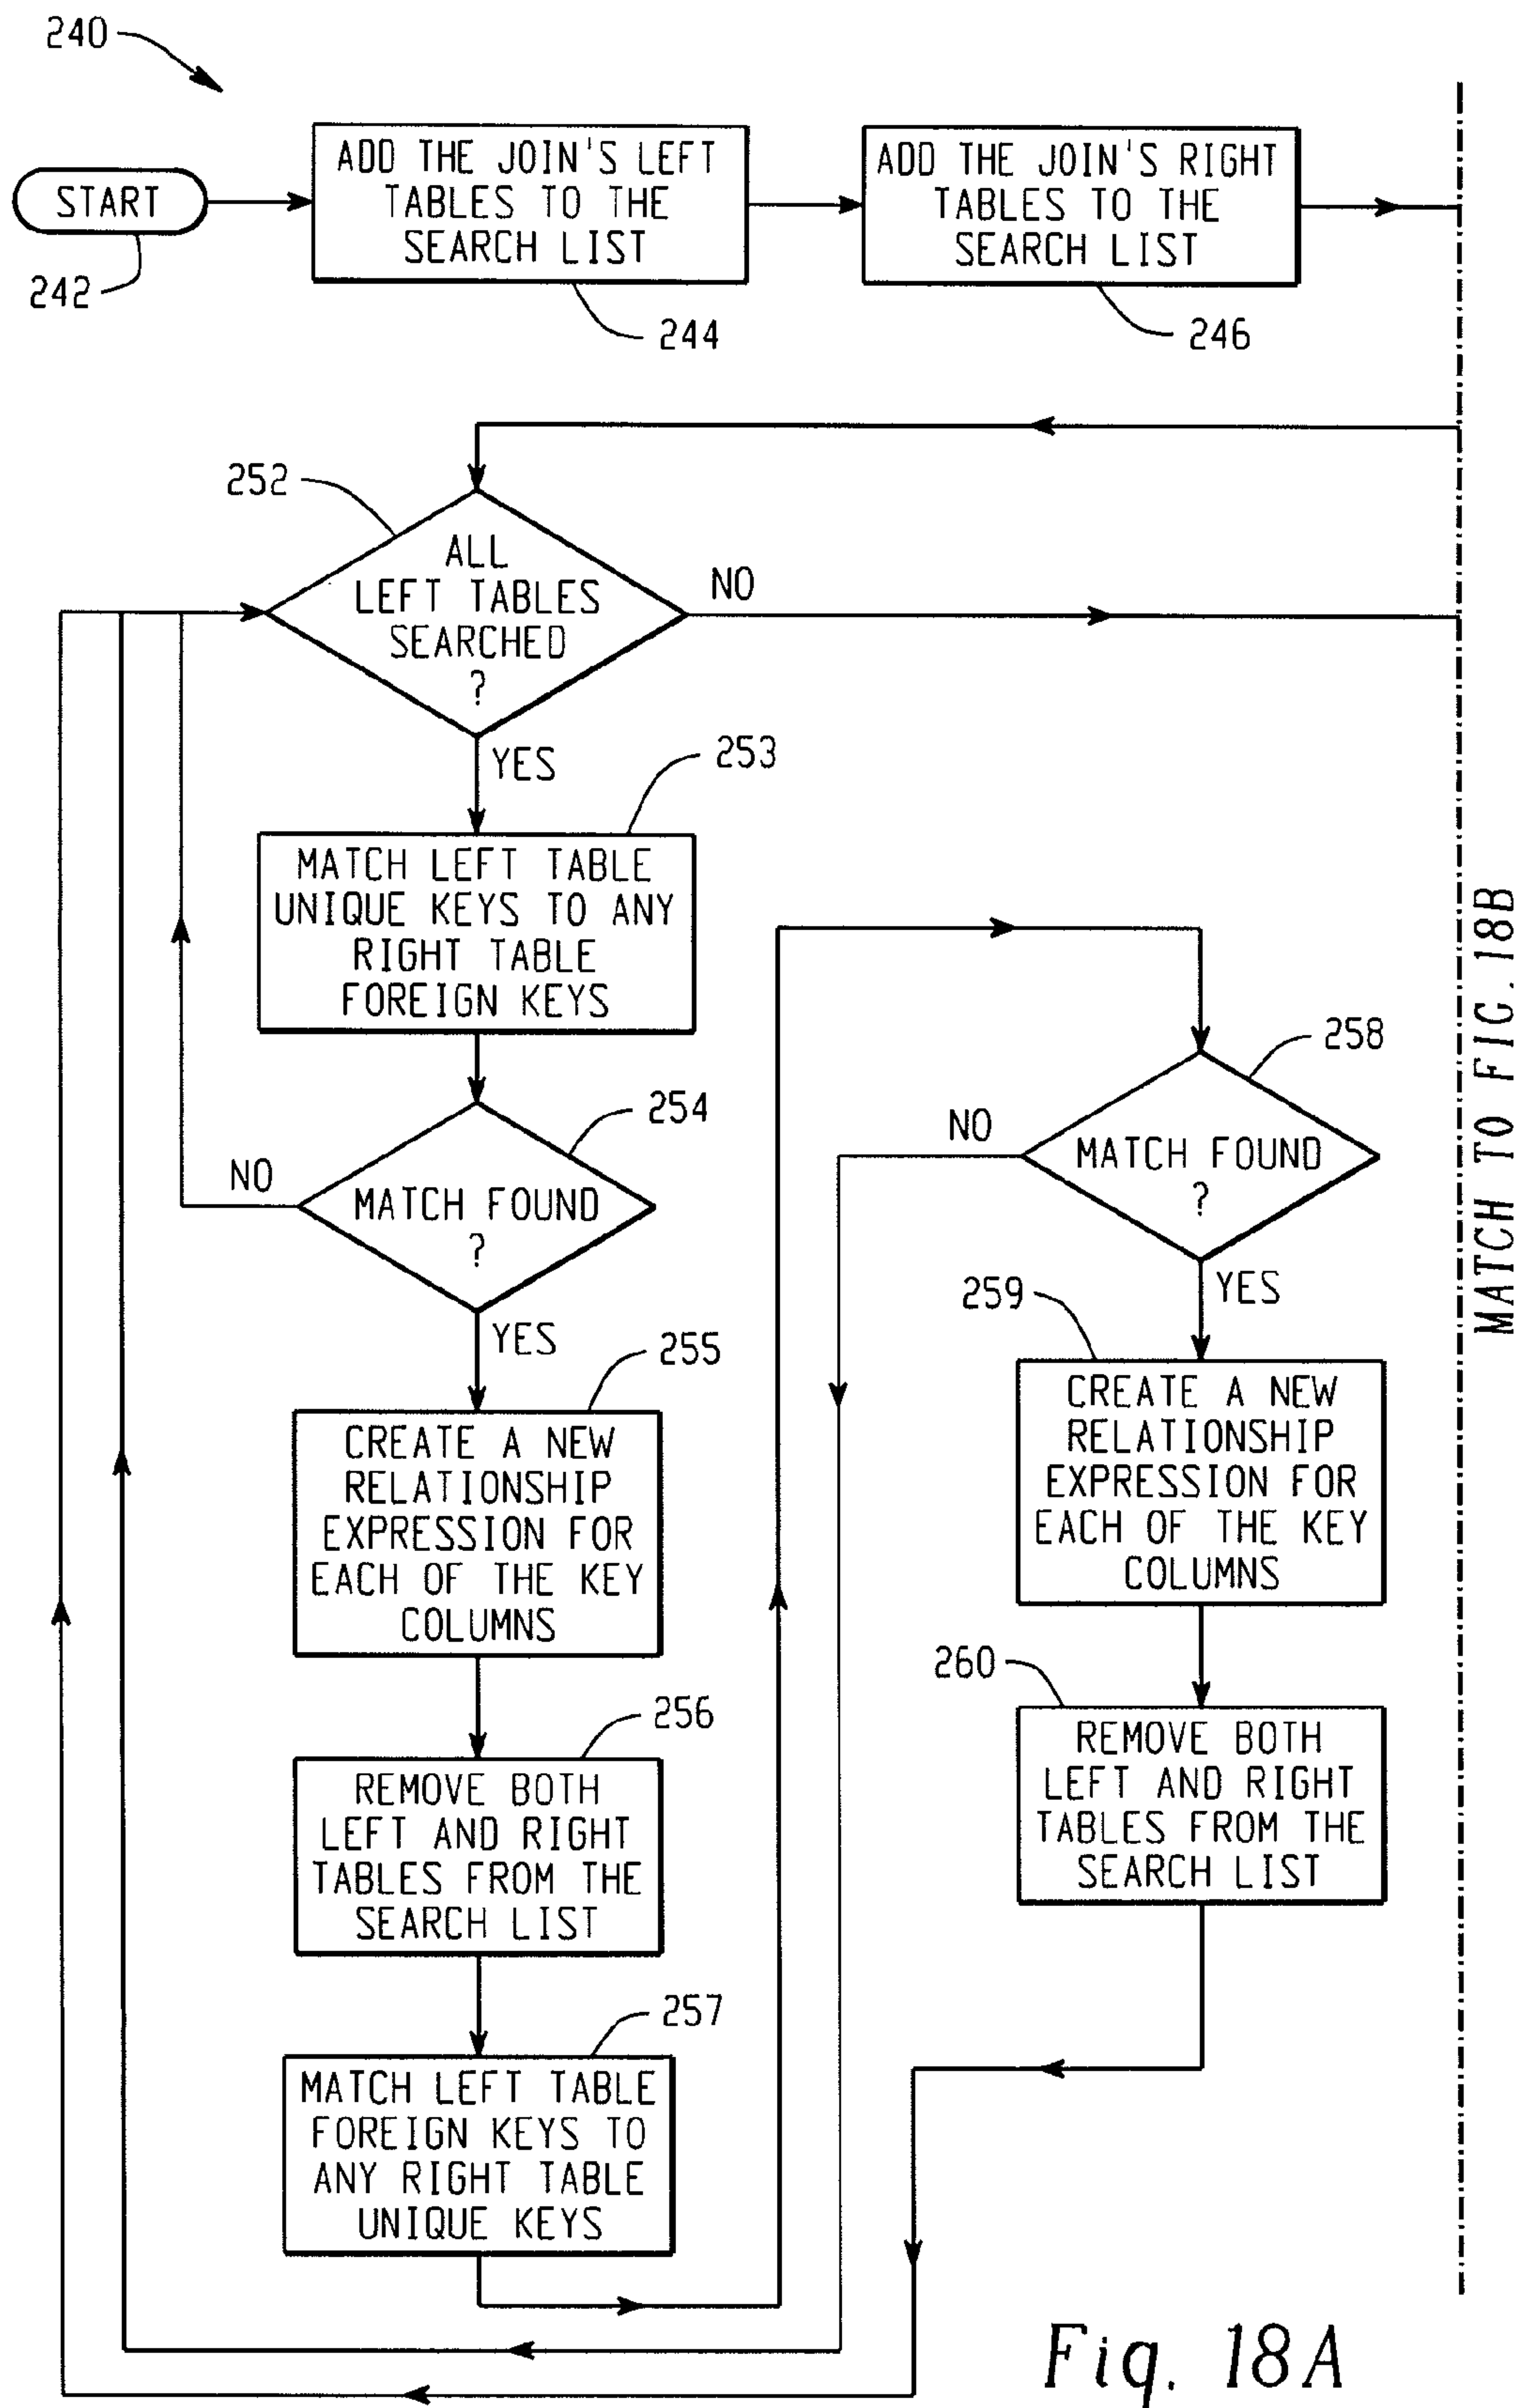 240
START
242
ADD THE JOIN'S LEFT
TABLES TO THE
SEARCH LIST
244
ADD THE JOIN'S RIGHT
TABLES TO THE
SEARCH LIST
246
252
ALL
LEFT TABLES
SEARCHED
?
NO
YES
253
MATCH LEFT TABLE
UNIQUE KEYS TO ANY
RIGHT TABLE
FOREIGN KEYS
254
NO
MATCH FOUND
?
YES
255
CREATE A NEW
RELATIONSHIP
EXPRESSION FOR
EACH OF THE KEY
COLUMNS
256
REMOVE BOTH
LEFT AND RIGHT
TABLES FROM THE
SEARCH LIST
257
MATCH LEFT TABLE
FOREIGN KEYS TO
ANY RIGHT TABLE
UNIQUE KEYS
258
NO
MATCH FOUND
?
YES
259
CREATE A NEW
RELATIONSHIP
EXPRESSION FOR
EACH OF THE KEY
COLUMNS
260
REMOVE BOTH
LEFT AND RIGHT
TABLES FROM THE
SEARCH LIST
MATCH TO FIG. 18B
Fig. 18A